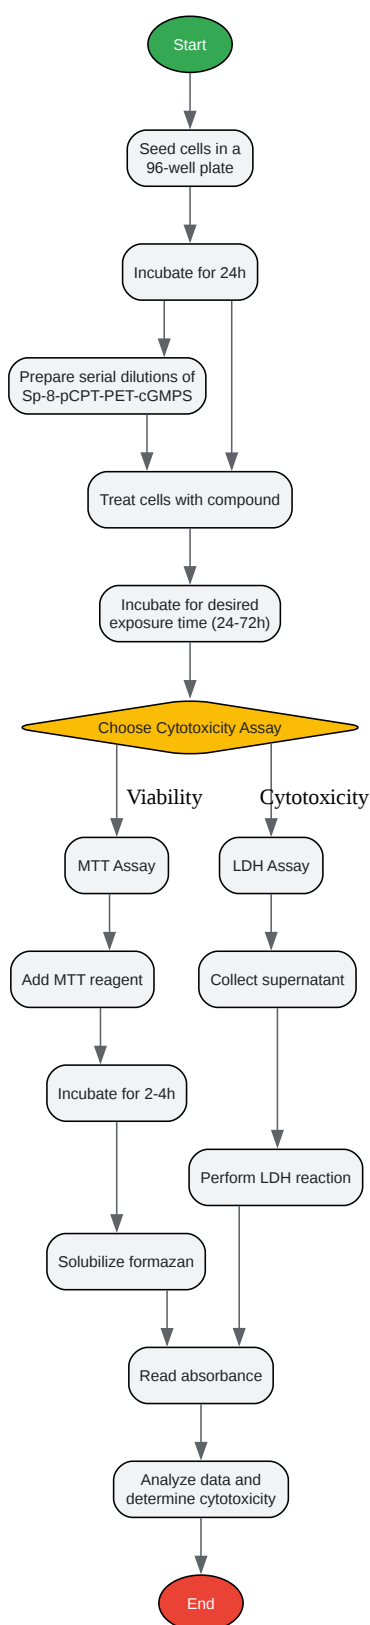 Start
Seed cells in a
96-well plate
Incubate for 24h
Prepare serial dilutions of
Sp-8-pCPT-PET-cGMPS
Treat cells with compound
Incubate for desired
exposure time (24-72h)
Choose Cytotoxicity Assay
Viability
Cytotoxicity
MTT Assay
LDH Assay
Add MTT reagent
Collect supernatant
Incubate for 2-4h
Perform LDH reaction
Solubilize formazan
Read absorbance
Analyze data and
determine cytotoxicity
End